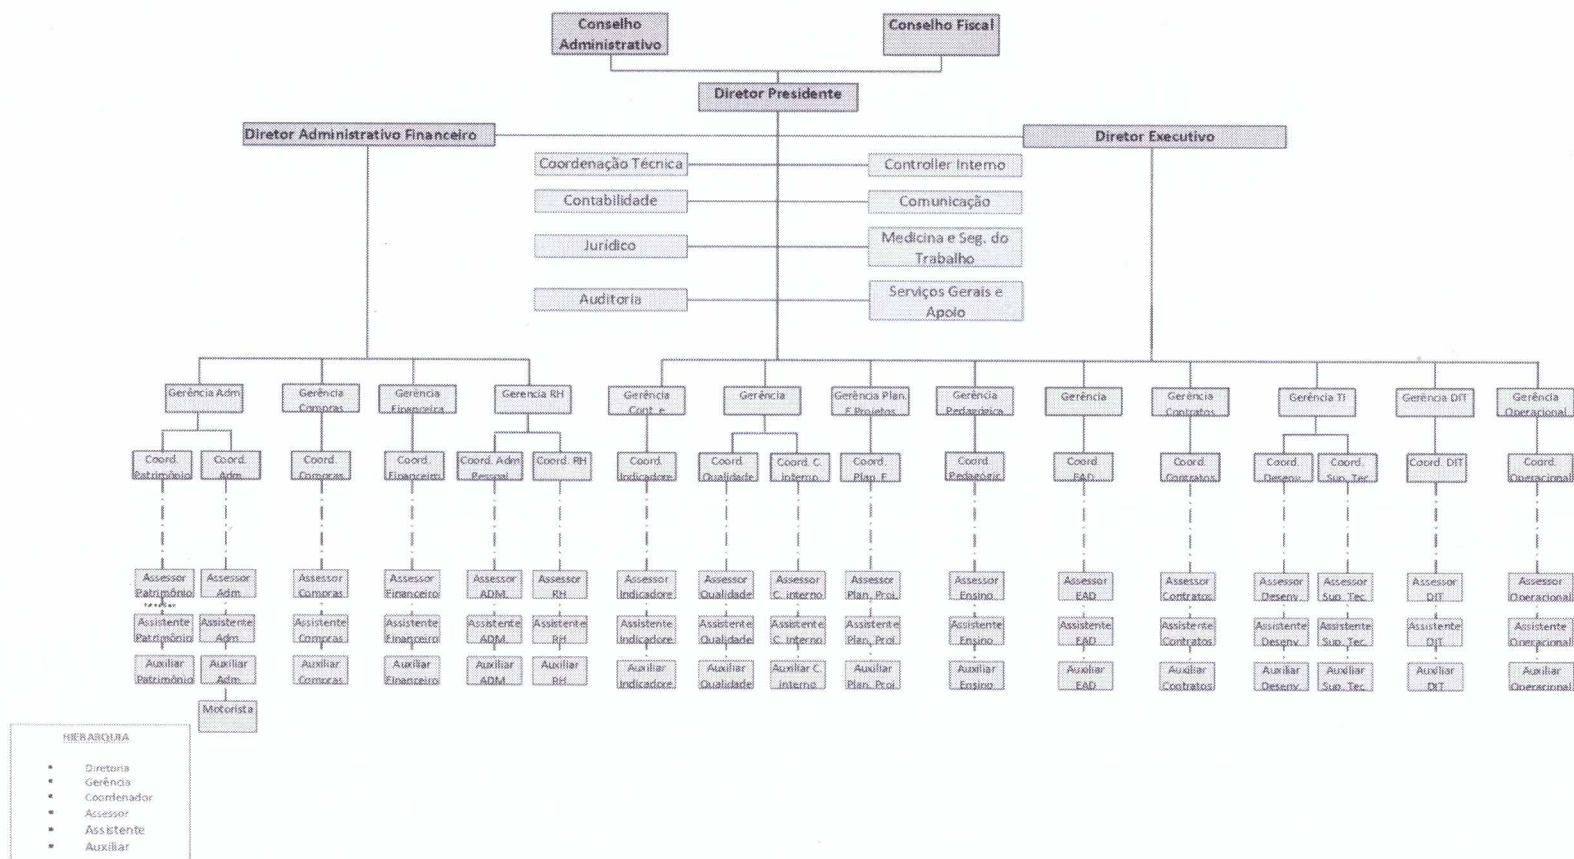 Conselho
Administrativo
Conselho Fiscal
Diretor Presidente
Diretor Administrativo Financeiro
Diretor Executivo
Coordenação Técnica
Controller Interno
Contabilidade
Comunicação
Jurídico
Medicina e Seg. do
Trabalho
Auditoria
Serviços Gerais e
Apoio
Gerência Adm
Gerência
Compras
Gerência
Financeira
Gerencia RH
Gerência
Cont. e
Gerência
Gerência Plan.
E Projetos
Gerência
Pedagógica
Gerência
Gerência
Contratos
Gerência TI
Gerência DIT
Gerência
Operacional
Coord.
Patrimônio
Coord.
Adm.
Coord.
Compras
Coord.
Financeiro
Coord. Adm
Pessoal
Coord. RH
Coord.
Indicadore
Coord.
Qualidade
Coord. C.
interno
Coord.
Plan. E
Coord.
Pedagógic
Coord.
EAD
Coord.
Contratos
Coord.
Desenv.
Coord.
Sup. Tec
Coord. DIT
Coord.
Operacional
Assessor
Patrimônio
Assessor
Adm.
Assessor
Compras
Assessor
Financeiro
Assessor
ADM.
Assessor
RH
Assessor
Indicadore
Assessor
Qualidade
Assessor
C. interno
Assessor
Plan. Proj.
Assessor
Ensino
Assessor
EAD
Assessor
Contratos
Assessor
Desenv.
Assessor
Sup. Tec.
Assessor
DIT
Assessor
Operacional
Assistente
Patrimônio
Assistente
Adm.
Assistente
Compras
Assistente
Financeiro
Assistente
ADM.
Assistente
RH
Assistente
Indicadore
Assistente
Qualidade
Assistente
C. Interno
Assistente
Plan. Proj.
Assistente
Ensino
Assistente
EAD
Assistente
Contratos
Assistente
Desenv.
Assistente
Sup. Tec.
Assistente
DIT
Assistente
Operacional
Auxiliar
Patrimônio
Auxiliar
Adm.
Auxiliar
Compras
Auxiliar
Financeiro
Auxiliar
ADM.
Auxiliar
RH
Auxiliar
Indicadore
Auxiliar
Qualidade
Auxiliar C.
interno
Auxiliar
Plan. Proj.
Auxiliar
Ensino
Auxiliar
EAD
Auxiliar
Contratos
Auxiliar
Desenv.
Auxiliar
Sup. Tec.
Auxiliar
DIT
Auxiliar
Operacional
Motorista
HIERARQUIA
• Diretoria
• Gerência
• Coordenador
• Assessor
• Assistente
• Auxiliar